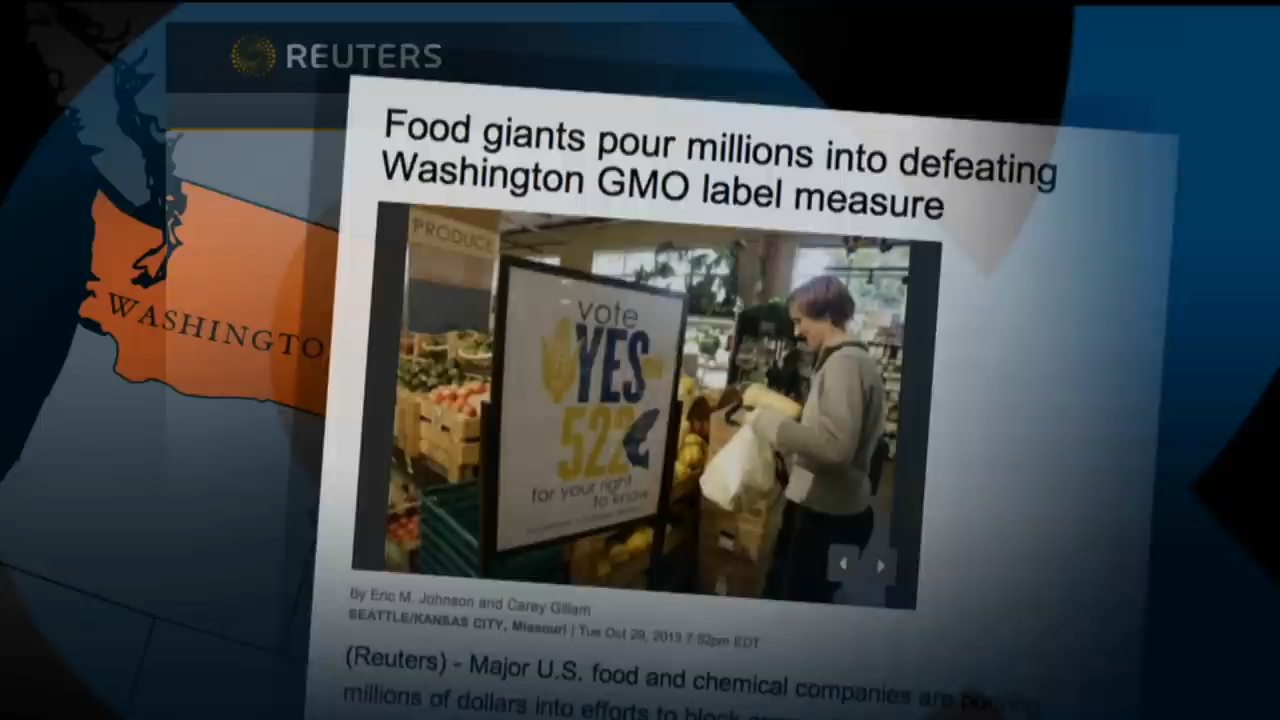 REUTERS
Food giants pour millions into defeating
Washington GMO label measure
WASHINGTO
PRODUCE
vote
YES
522
for your right
to know
By Eric M. Johnson and Carey Gillam
SEATTLE/KANSAS CITY, Missouri | Tue Oct 29, 2013 7:52pm EDT
(Reuters) - Major U.S. food and chemical companies are pouring
millions of dollars into efforts to block